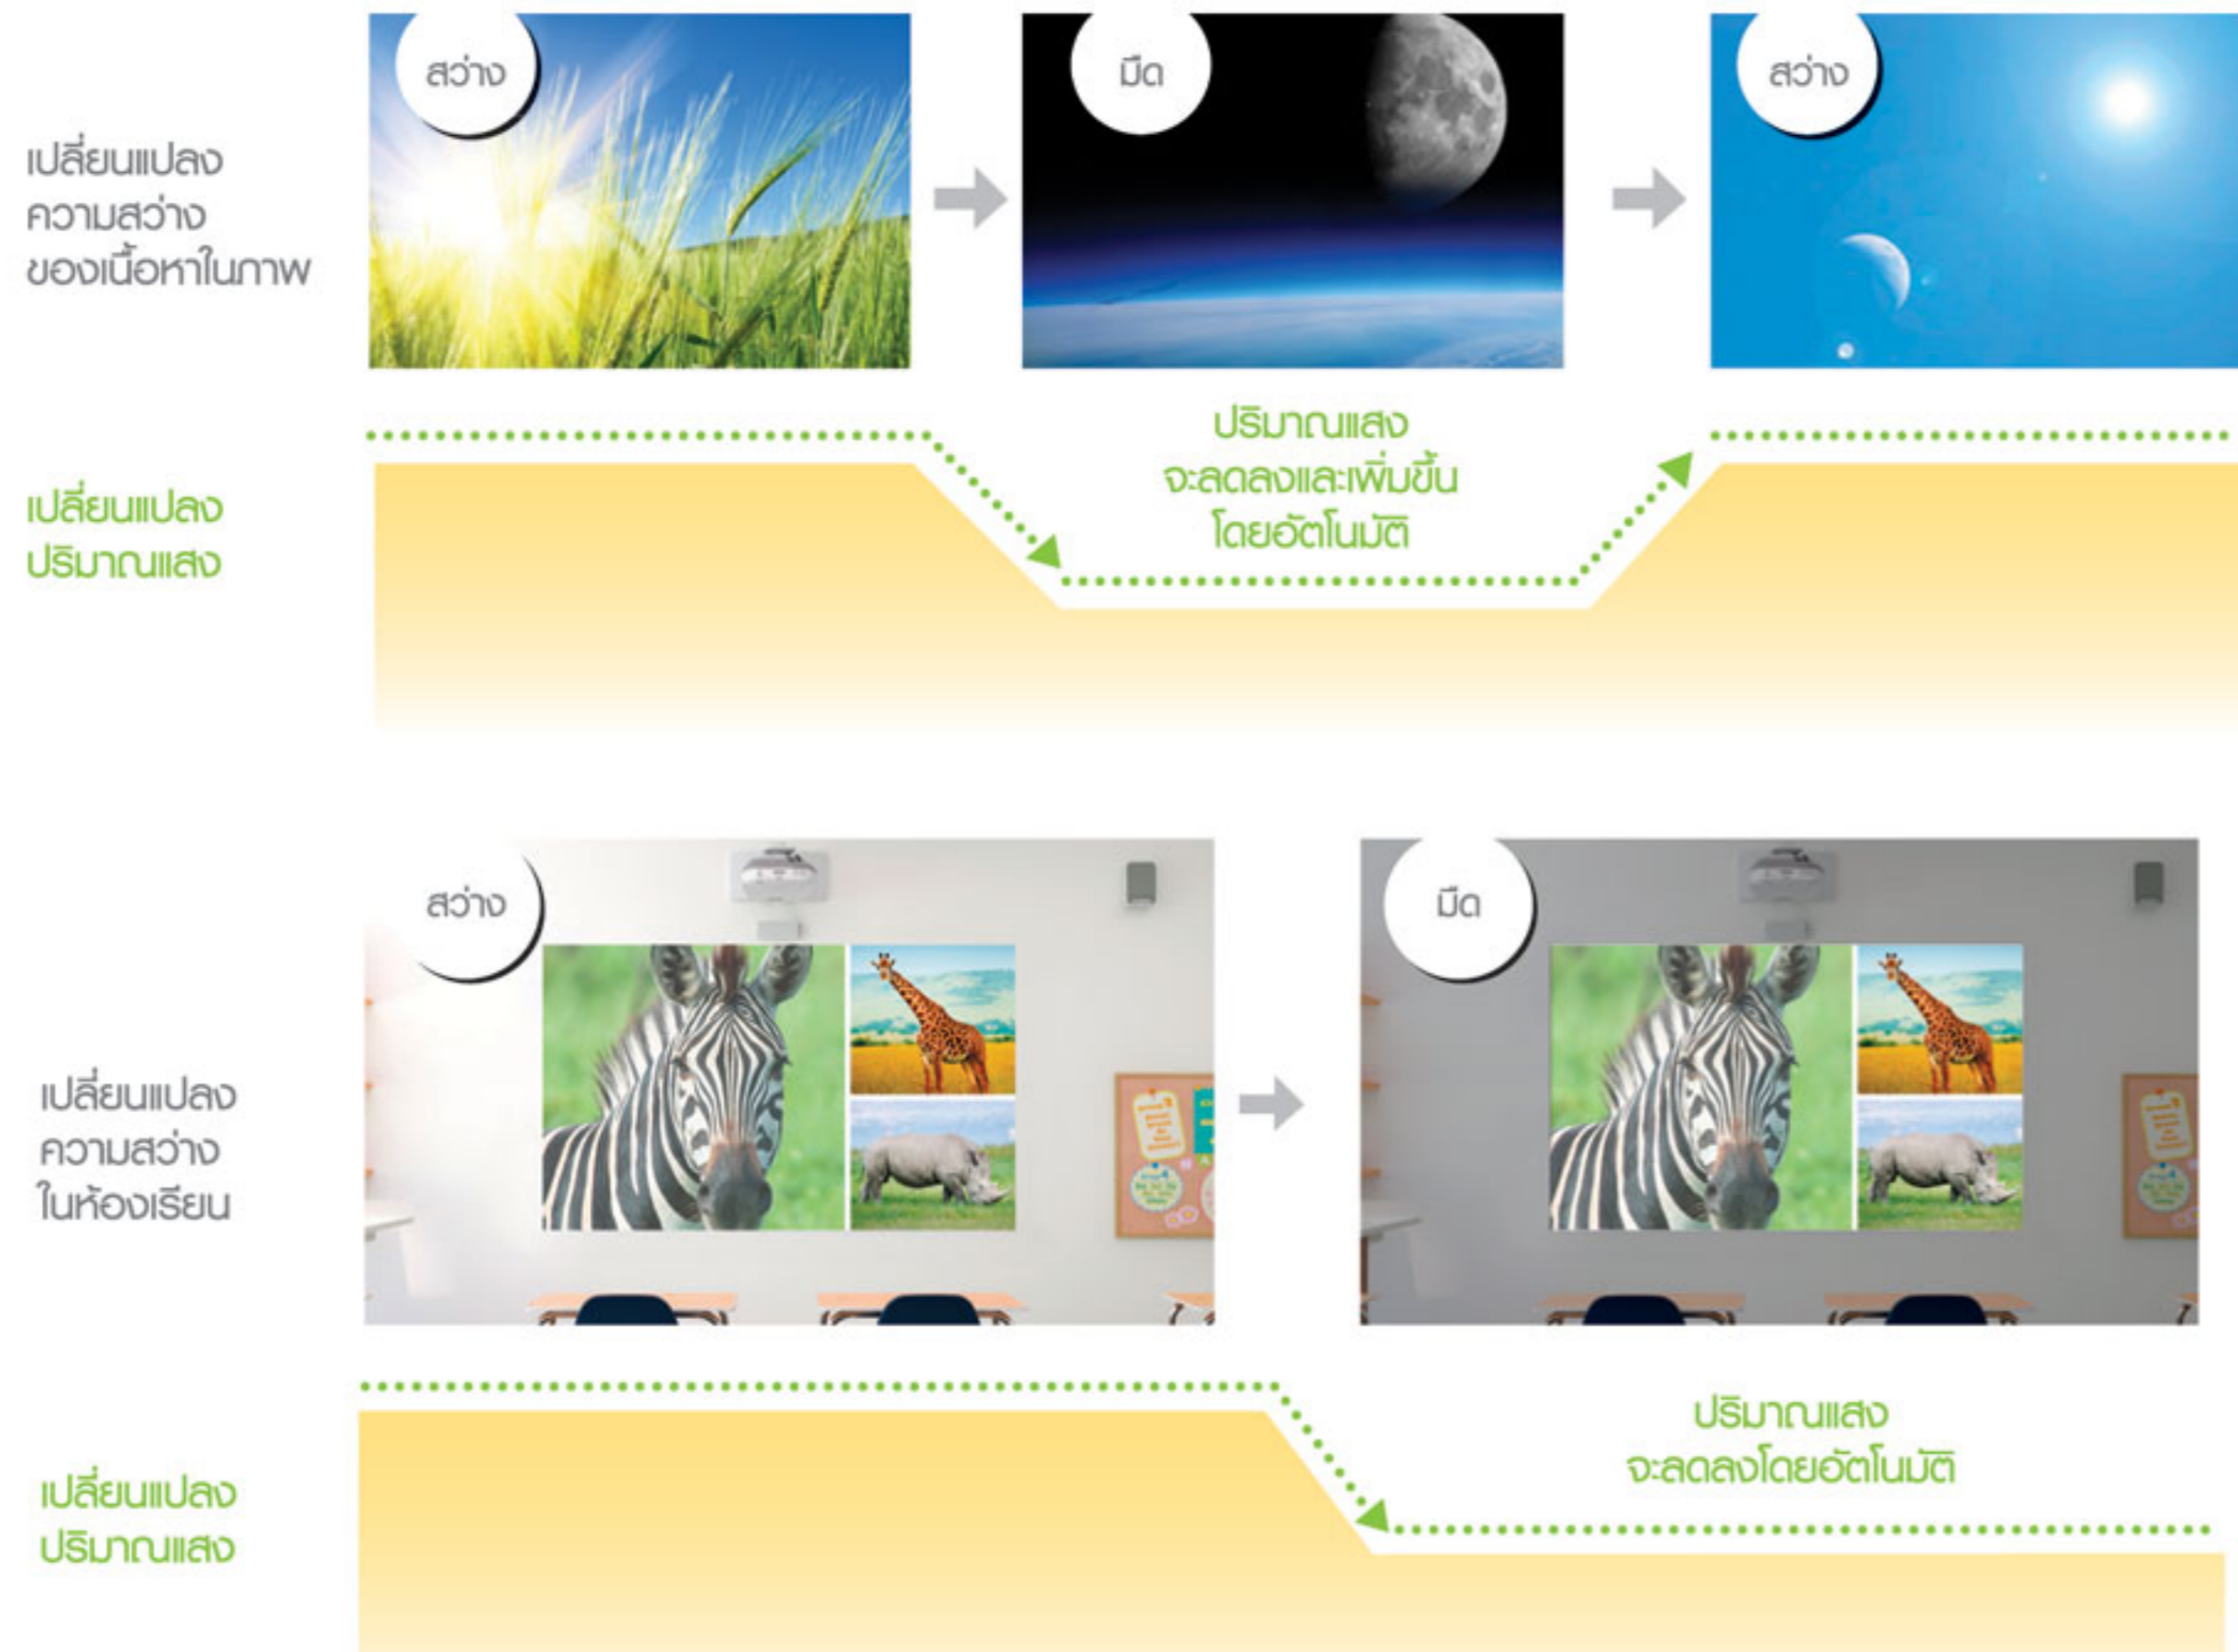 สว่าง
มืด
สว่าง
เปลี่ยนแปลง
ความสว่าง
ของเนื้อหาในภาพ
ปริมาณแสง
จะลดลงและเพิ่มขึ้น
โดยอัตโนมัติ
เปลี่ยนแปลง
ปริมาณแสง
สว่าง
มืด
เปลี่ยนแปลง
ความสว่าง
ในห้องเรียน
ปริมาณแสง
จะลดลงโดยอัตโนมัติ
เปลี่ยนแปลง
ปริมาณแสง